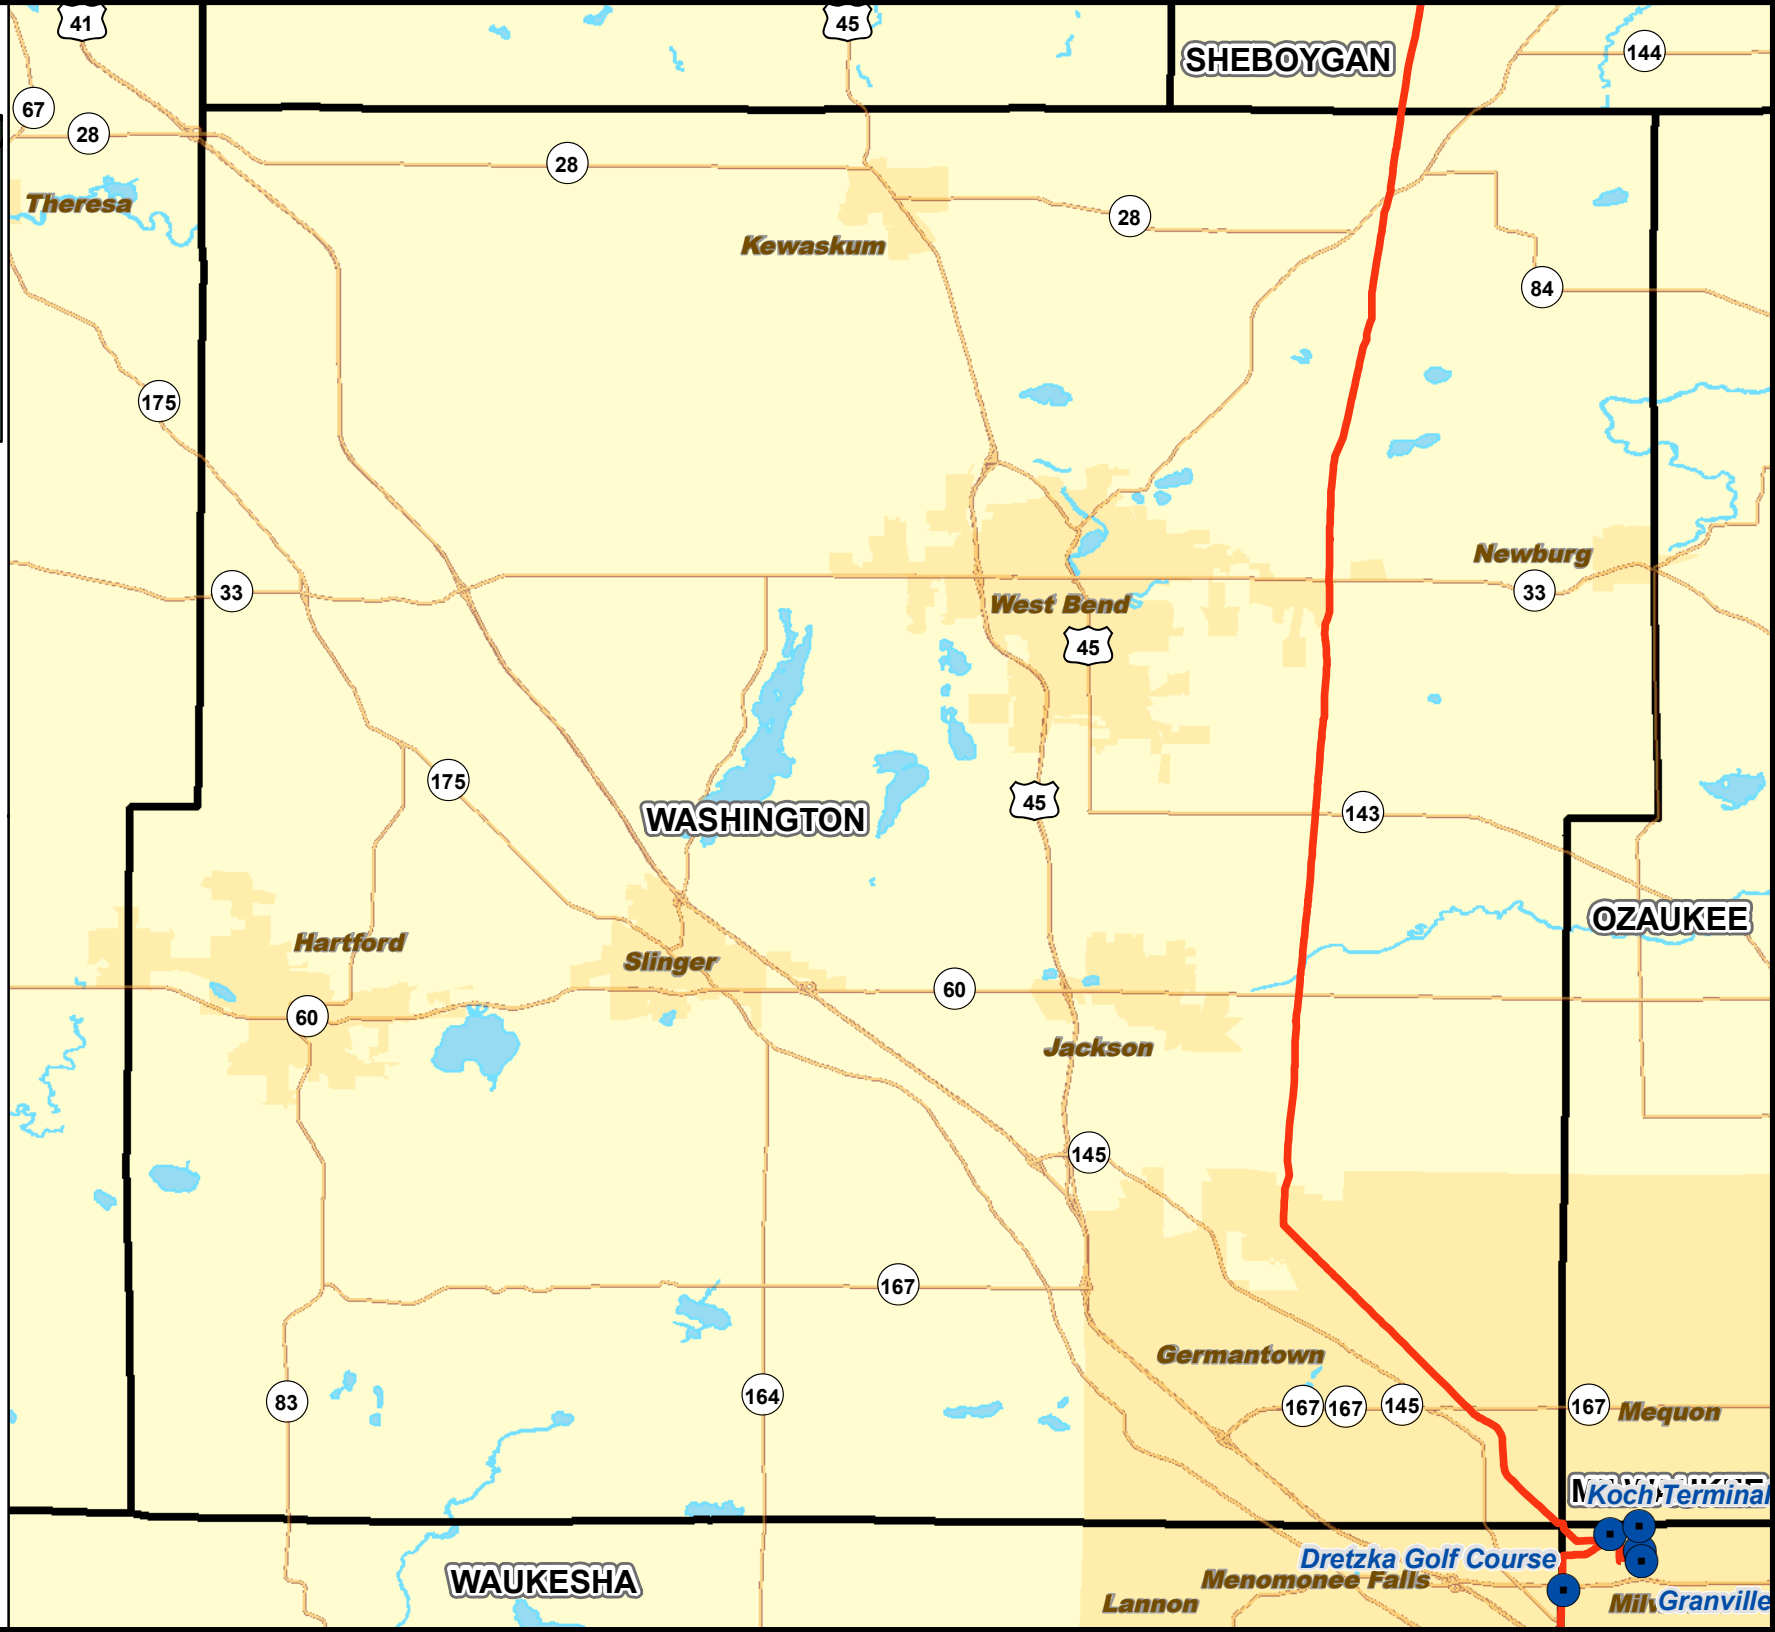 41
45
SHEBOYGAN
144
67
28
28
Theresa
28
Kewaskum
84
175
Newburg
33
33
West Bend
45
175
45
WASHINGTON
143
OZAUKEE
Hartford
Slinger
60
60
Jackson
145
167
Germantown
83
164
167
167
145
167
Mequon
Koch Terminal
Dretzka Golf Course
WAUKESHA
Menomonee Falls
Lannon
Granville